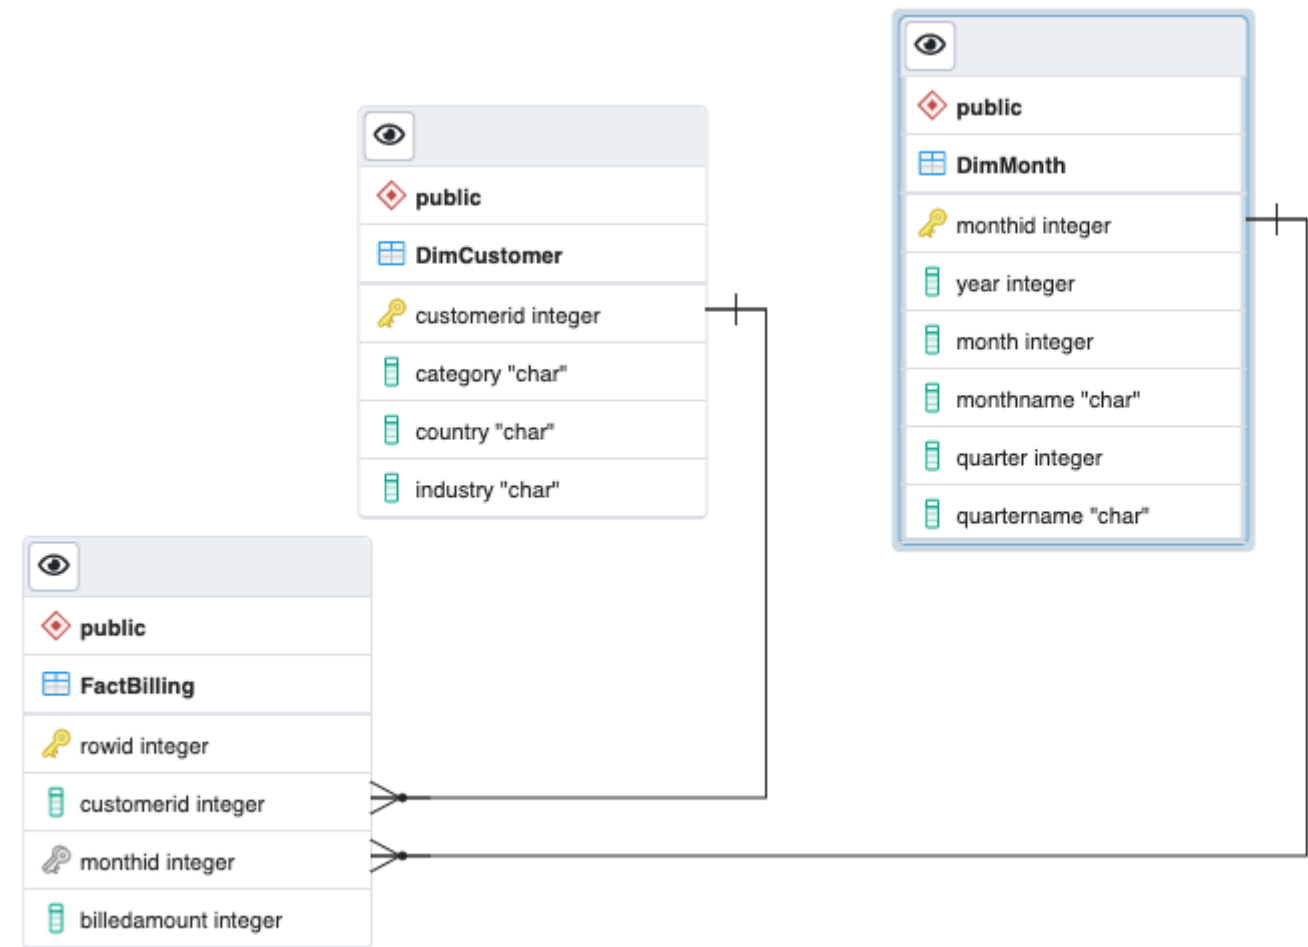 public
DimCustomer
customerid integer
category "char"
country "char"
industry "char"
public
DimMonth
monthid integer
year integer
month integer
monthname "char"
quarter integer
quartername "char"
public
FactBilling
rowid integer
customerid integer
monthid integer
billedamount integer